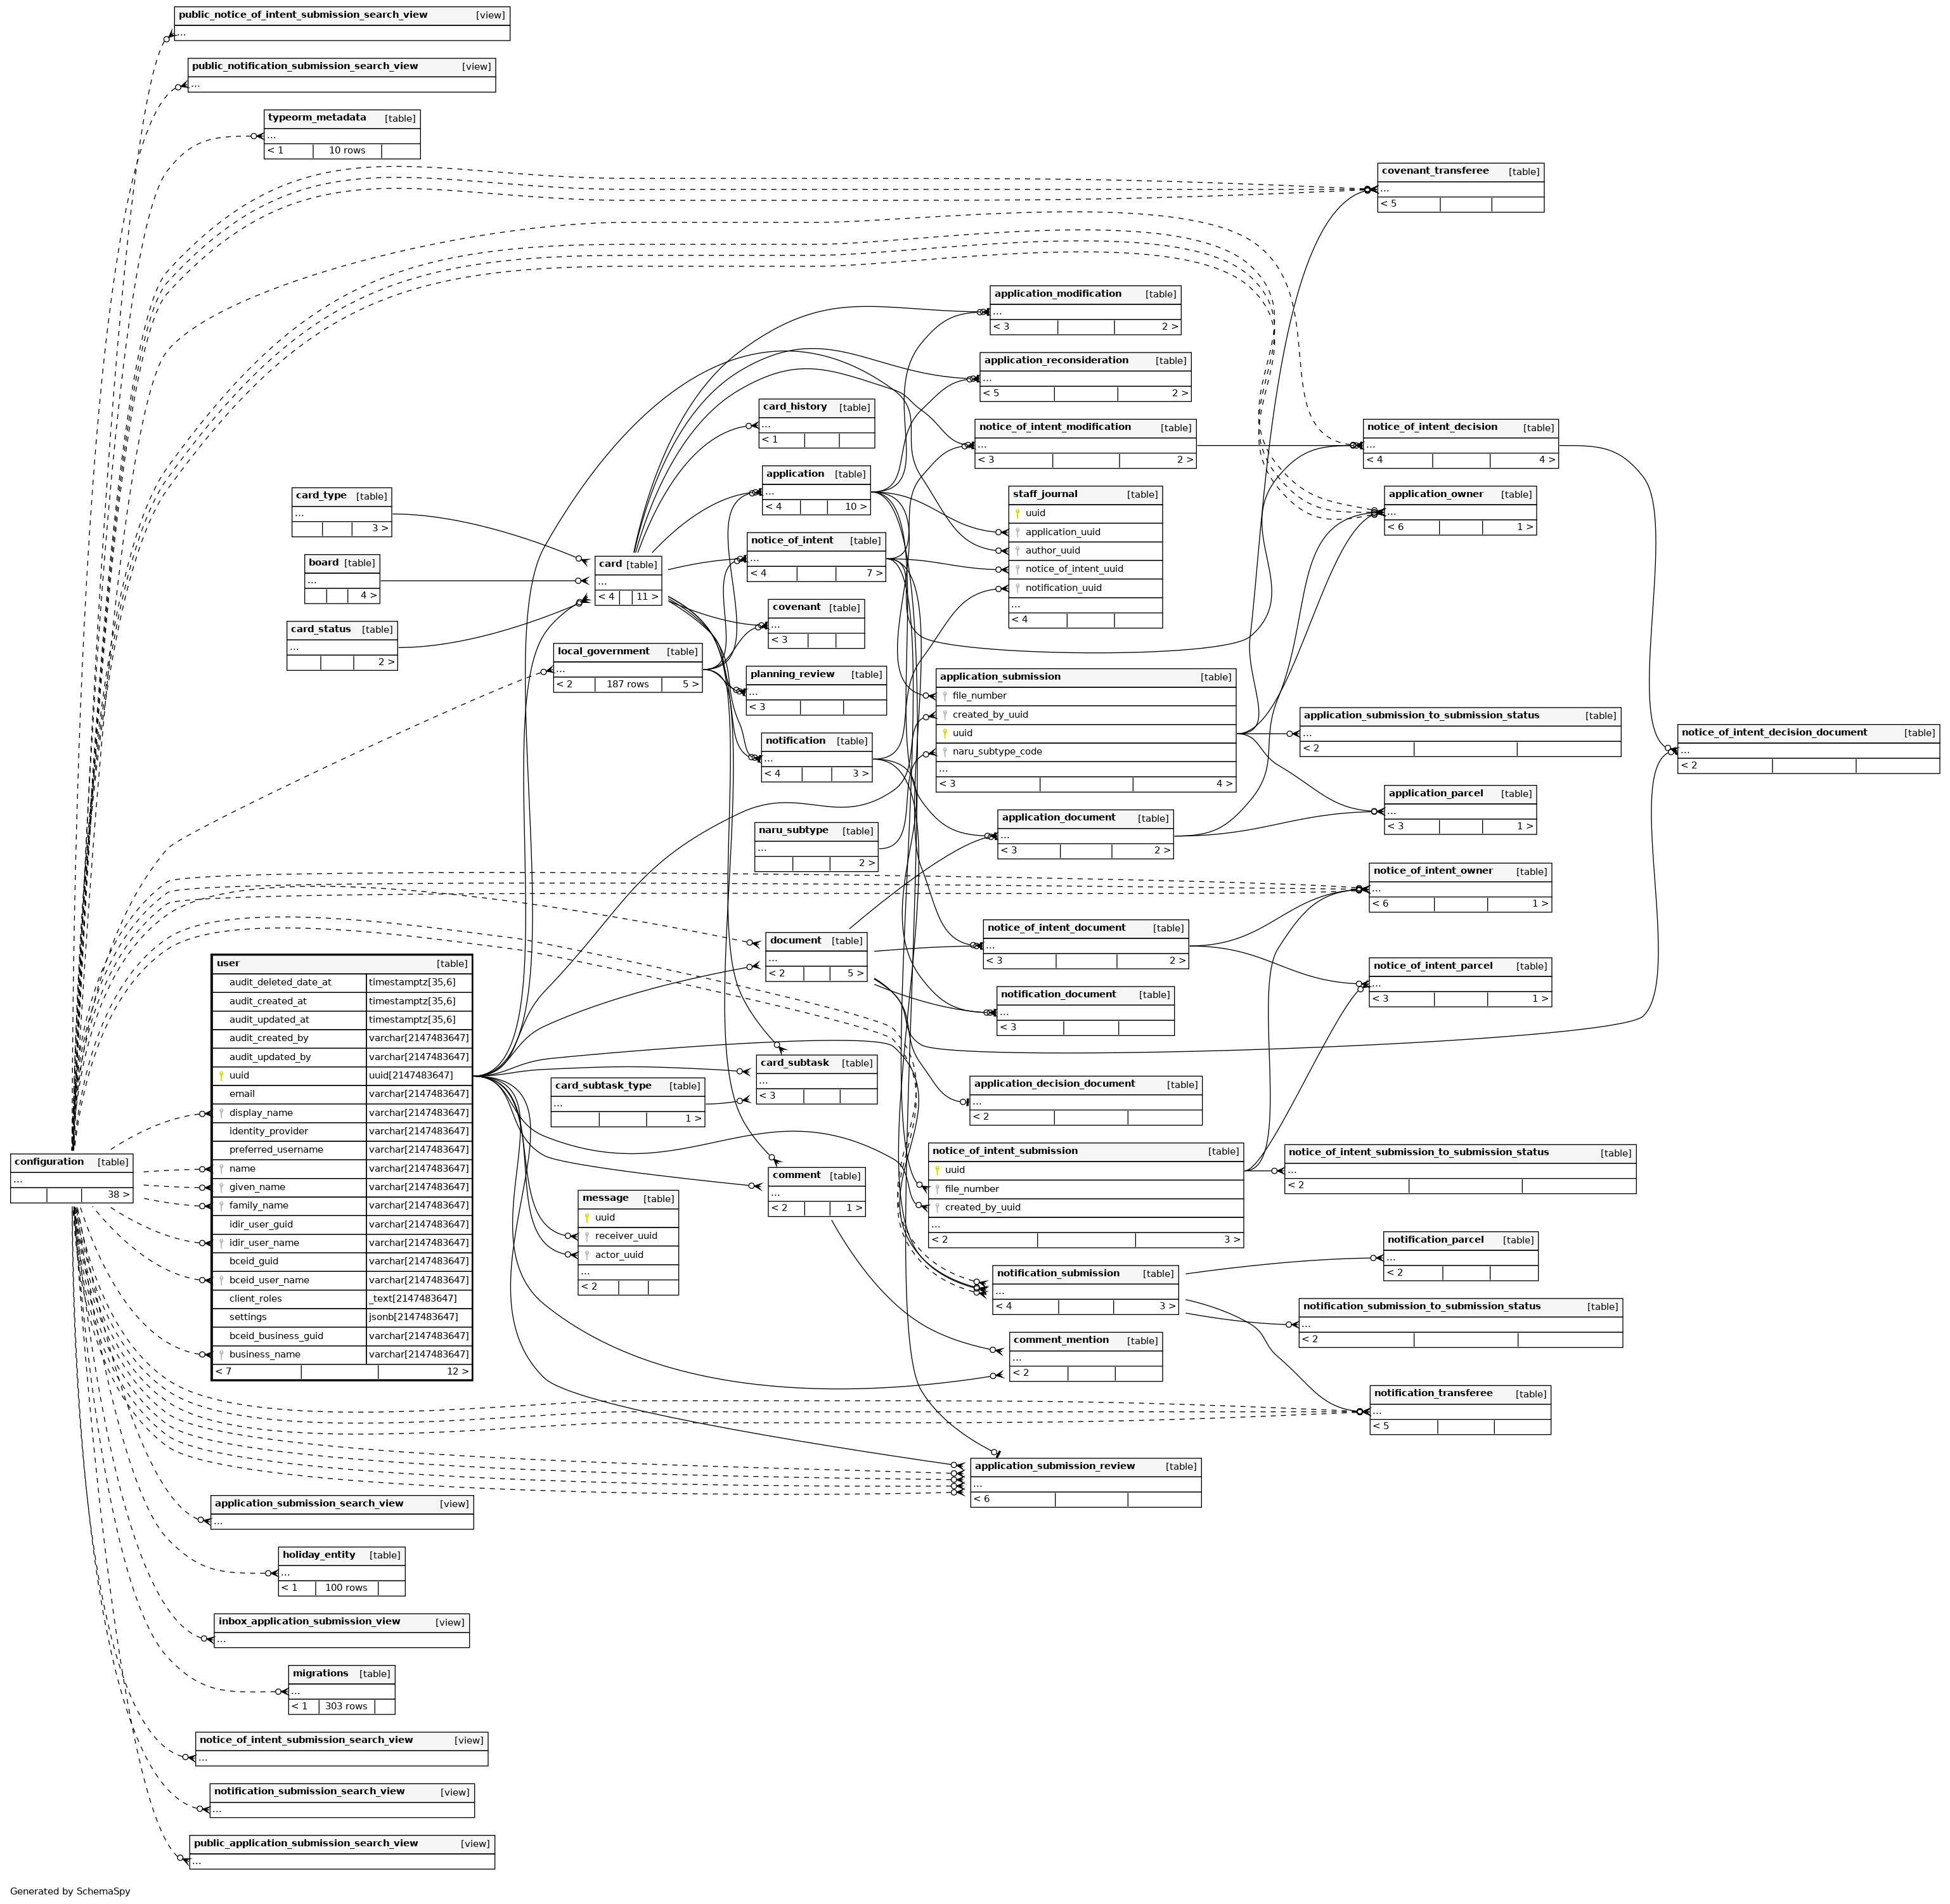 public_notice_of_intent_submission_search_view [view]
...
public_notification_submission_search_view [view]
...
typeorm_metadata [table]
...
< 1 10 rows
covenant_transferee [table]
...
< 5
application_modification [table]
...
< 3 2 >
application_reconsideration [table]
...
< 5 2 >
card_history [table]
...
< 1
notice_of_intent_modification [table]
...
< 3 2 >
notice_of_intent_decision [table]
...
< 4 4 >
application [table]
...
< 4 10 >
card_type [table]
...
3 >
staff_journal [table]
uuid
application_uuid
author_uuid
notice_of_intent_uuid
notification_uuid
...
< 4
application_owner [table]
...
< 6 1 >
notice_of_intent [table]
...
< 4 7 >
board [table]
...
4 >
card [table]
...
< 4 11 >
covenant [table]
...
< 3
card_status [table]
...
2 >
local_government [table]
...
< 2 187 rows 5 >
planning_review [table]
...
< 3
application_submission [table]
file_number
created_by_uuid
uuid
naru_subtype_code
...
< 3 4 >
application_submission_to_submission_status [table]
...
< 2
notice_of_intent_decision_document [table]
...
< 2
notification [table]
...
< 4 3 >
application_parcel [table]
...
< 3 1 >
application_document [table]
...
< 3 2 >
naru_subtype [table]
...
2 >
notice_of_intent_owner [table]
...
< 6 1 >
notice_of_intent_document [table]
...
< 3 2 >
document [table]
...
< 2 5 >
notice_of_intent_parcel [table]
...
< 3 1 >
notification_document [table]
...
< 3
user [table]
audit_deleted_date_at timestamptz[35,6]
audit_created_at timestamptz[35,6]
audit_updated_at timestamptz[35,6]
audit_created_by varchar[2147483647]
audit_updated_by varchar[2147483647]
uuid uuid[2147483647]
email varchar[2147483647]
display_name varchar[2147483647]
identity_provider varchar[2147483647]
preferred_username varchar[2147483647]
name varchar[2147483647]
given_name varchar[2147483647]
family_name varchar[2147483647]
idir_user_guid varchar[2147483647]
idir_user_name varchar[2147483647]
bceid_guid varchar[2147483647]
bceid_user_name varchar[2147483647]
client_roles _text[2147483647]
settings jsonb[2147483647]
bceid_business_guid varchar[2147483647]
business_name varchar[2147483647]
< 7 12 >
card_subtask [table]
...
< 3
card_subtask_type [table]
...
1 >
application_decision_document [table]
...
< 2
configuration [table]
...
38 >
notice_of_intent_submission [table]
uuid
file_number
created_by_uuid
...
< 2 3 >
notice_of_intent_submission_to_submission_status [table]
...
< 2
comment [table]
...
< 2 1 >
message [table]
uuid
receiver_uuid
actor_uuid
...
< 2
notification_parcel [table]
...
< 2
notification_submission [table]
...
< 4 3 >
notification_submission_to_submission_status [table]
...
< 2
comment_mention [table]
...
< 2
notification_transferee [table]
...
< 5
application_submission_review [table]
...
< 6
application_submission_search_view [view]
...
holiday_entity [table]
...
< 1 100 rows
inbox_application_submission_view [view]
...
migrations [table]
...
< 1 303 rows
notice_of_intent_submission_search_view [view]
...
notification_submission_search_view [view]
...
public_application_submission_search_view [view]
...
Generated by SchemaSpy